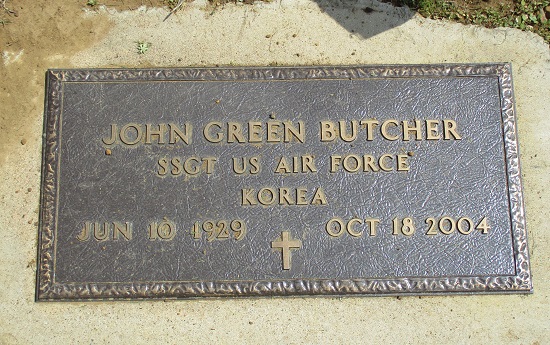 JOHN GREEN BUTCHER
SSGT US AIR FORCE
KOREA
JUN 10 1929 OCT 18 2004